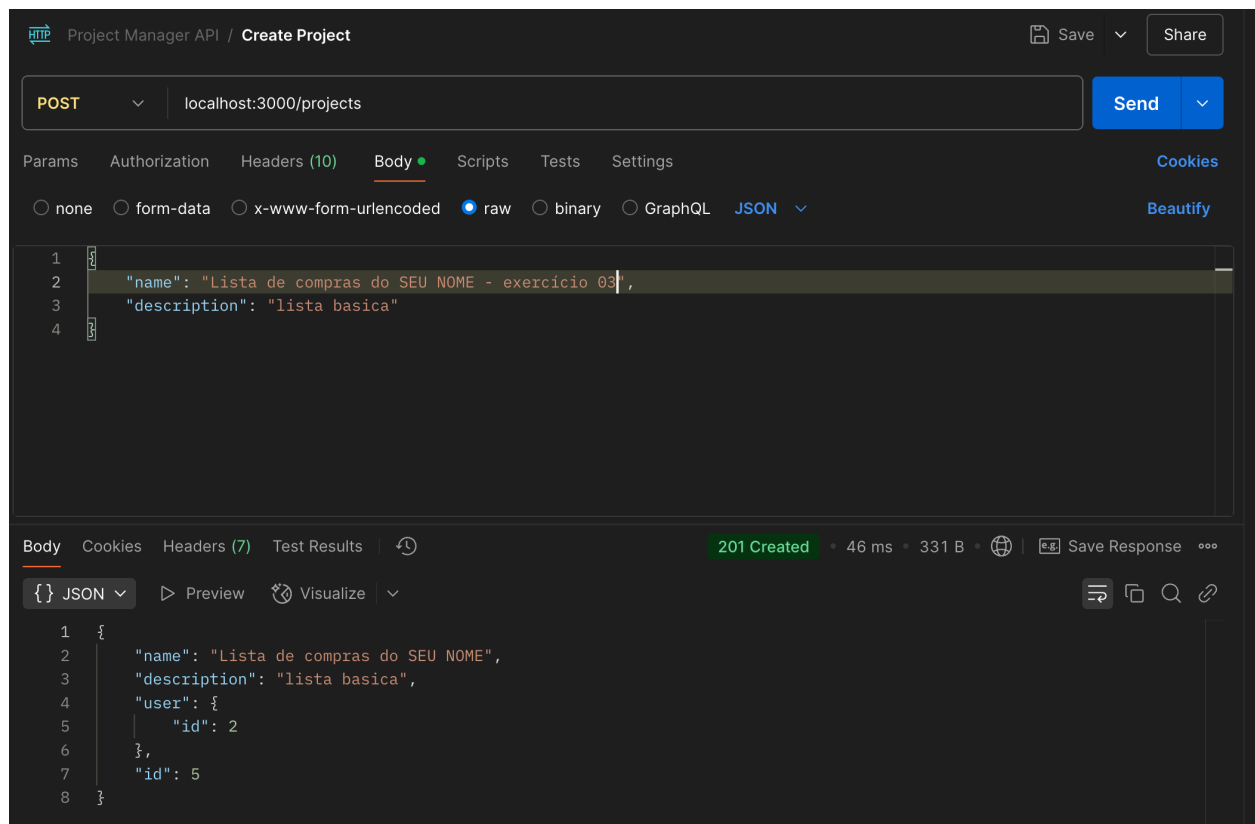 HTTP Project Manager API / Create Project Save Share
POST localhost:3000/projects Send
Params Authorization Headers (10) Body Scripts Tests Settings Cookies
none form-data x-www-form-urlencoded raw binary GraphQL JSON Beautify
1 {
2 "name": "Lista de compras do SEU NOME - exercício 03",
3 "description": "lista basica"
4 }
Body Cookies Headers (7) Test Results 201 Created • 46 ms • 331 B • e.g. Save Response
{} JSON Preview Visualize
1 {
2 "name": "Lista de compras do SEU NOME",
3 "description": "lista basica",
4 "user": {
5 "id": 2
6 },
7 "id": 5
8 }